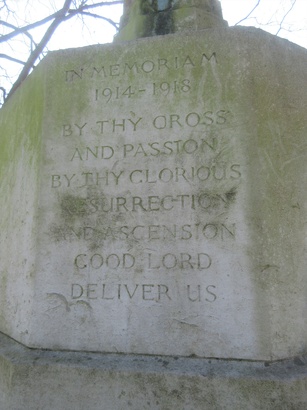 IN MEMORIAM
1914-1918
BY THY CROSS
AND PASSION
BY THY GLORIOUS
RESURRECTION
AND ASCENSION
GOOD LORD
DELIVER US